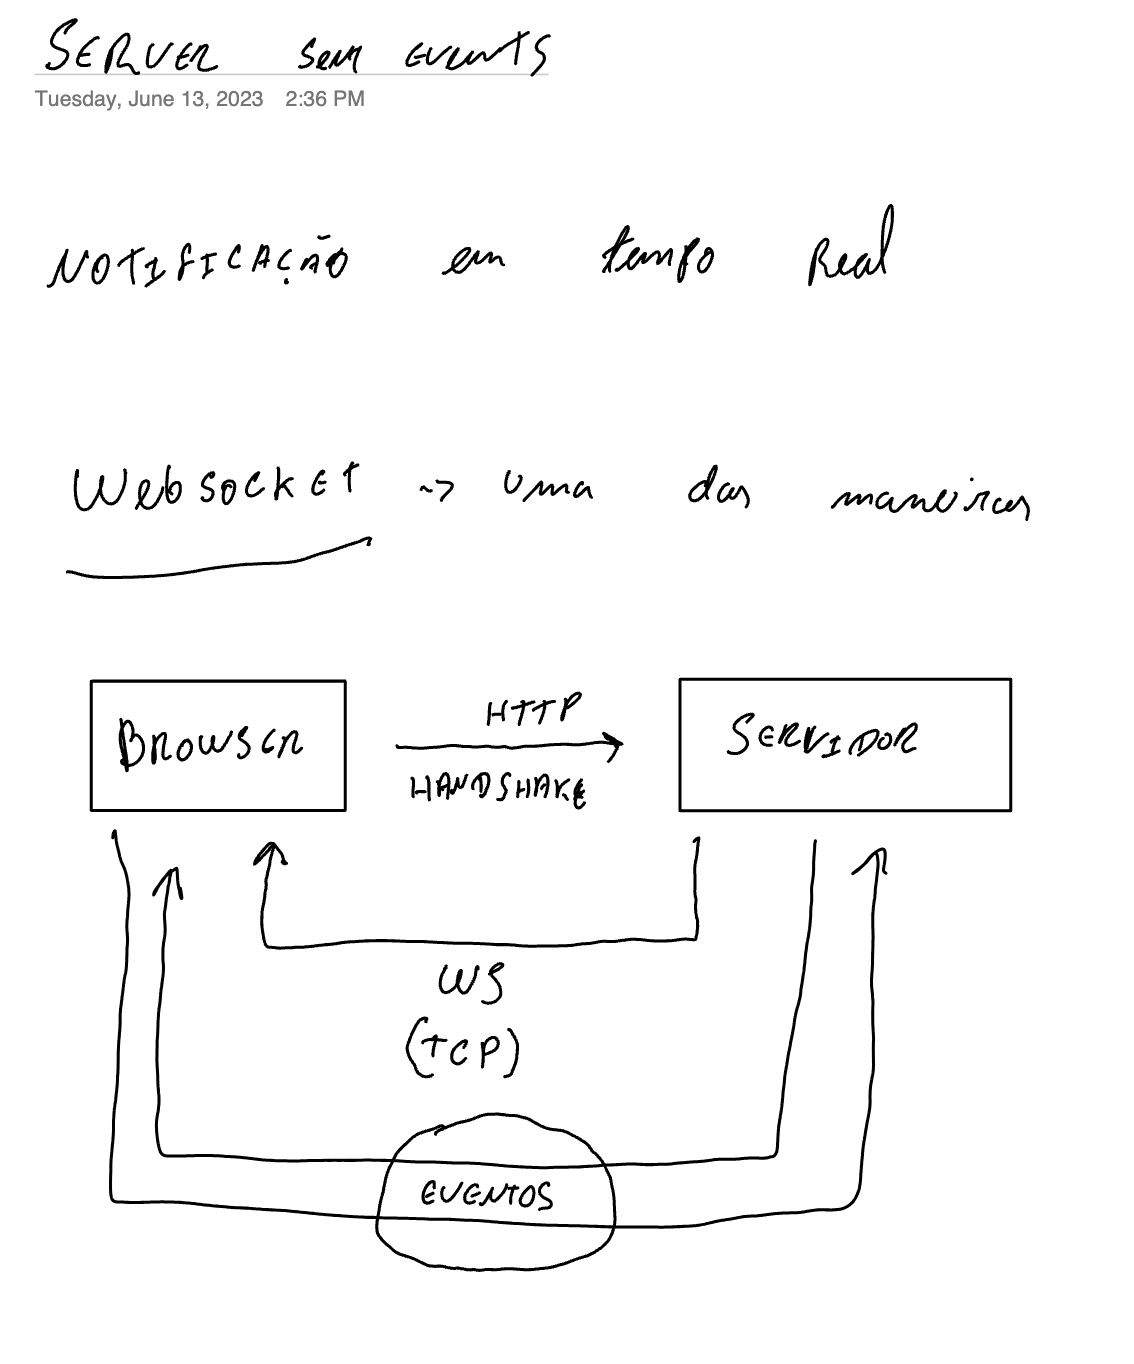 SERVER sent events
Tuesday, June 13, 2023 2:36 PM
NOTIFICAÇÃO em tempo Real
WebSOCKET ~> uma das maneiras
BROWSER
HTTP
HANDSHAKE
SERVIDOR
WS
(TCP)
EVENTOS